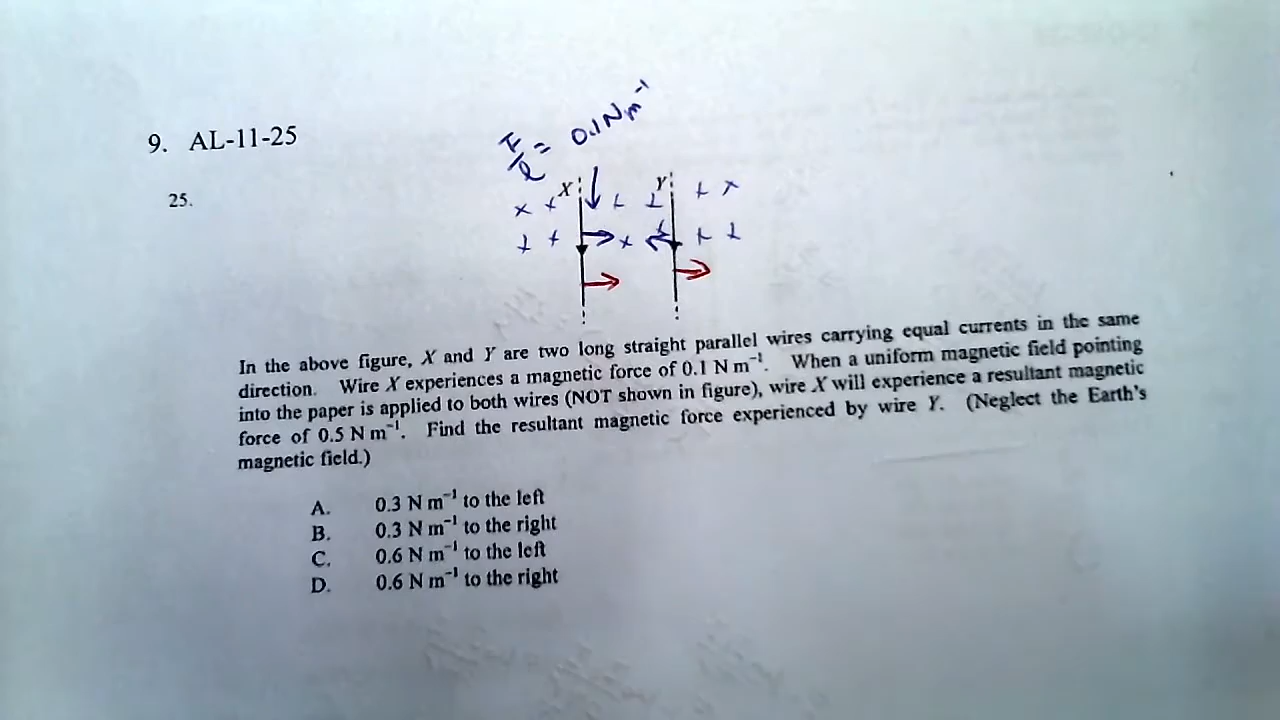 F/l = 0.1 N m⁻¹
9. AL-11-25
25.
X Y
In the above figure, X and Y are two long straight parallel wires carrying equal currents in the same
direction. Wire X experiences a magnetic force of 0.1 N m⁻¹. When a uniform magnetic field pointing
into the paper is applied to both wires (NOT shown in figure), wire X will experience a resultant magnetic
force of 0.5 N m⁻¹. Find the resultant magnetic force experienced by wire Y. (Neglect the Earth's
magnetic field.)
A. 0.3 N m⁻¹ to the left
B. 0.3 N m⁻¹ to the right
C. 0.6 N m⁻¹ to the left
D. 0.6 N m⁻¹ to the right